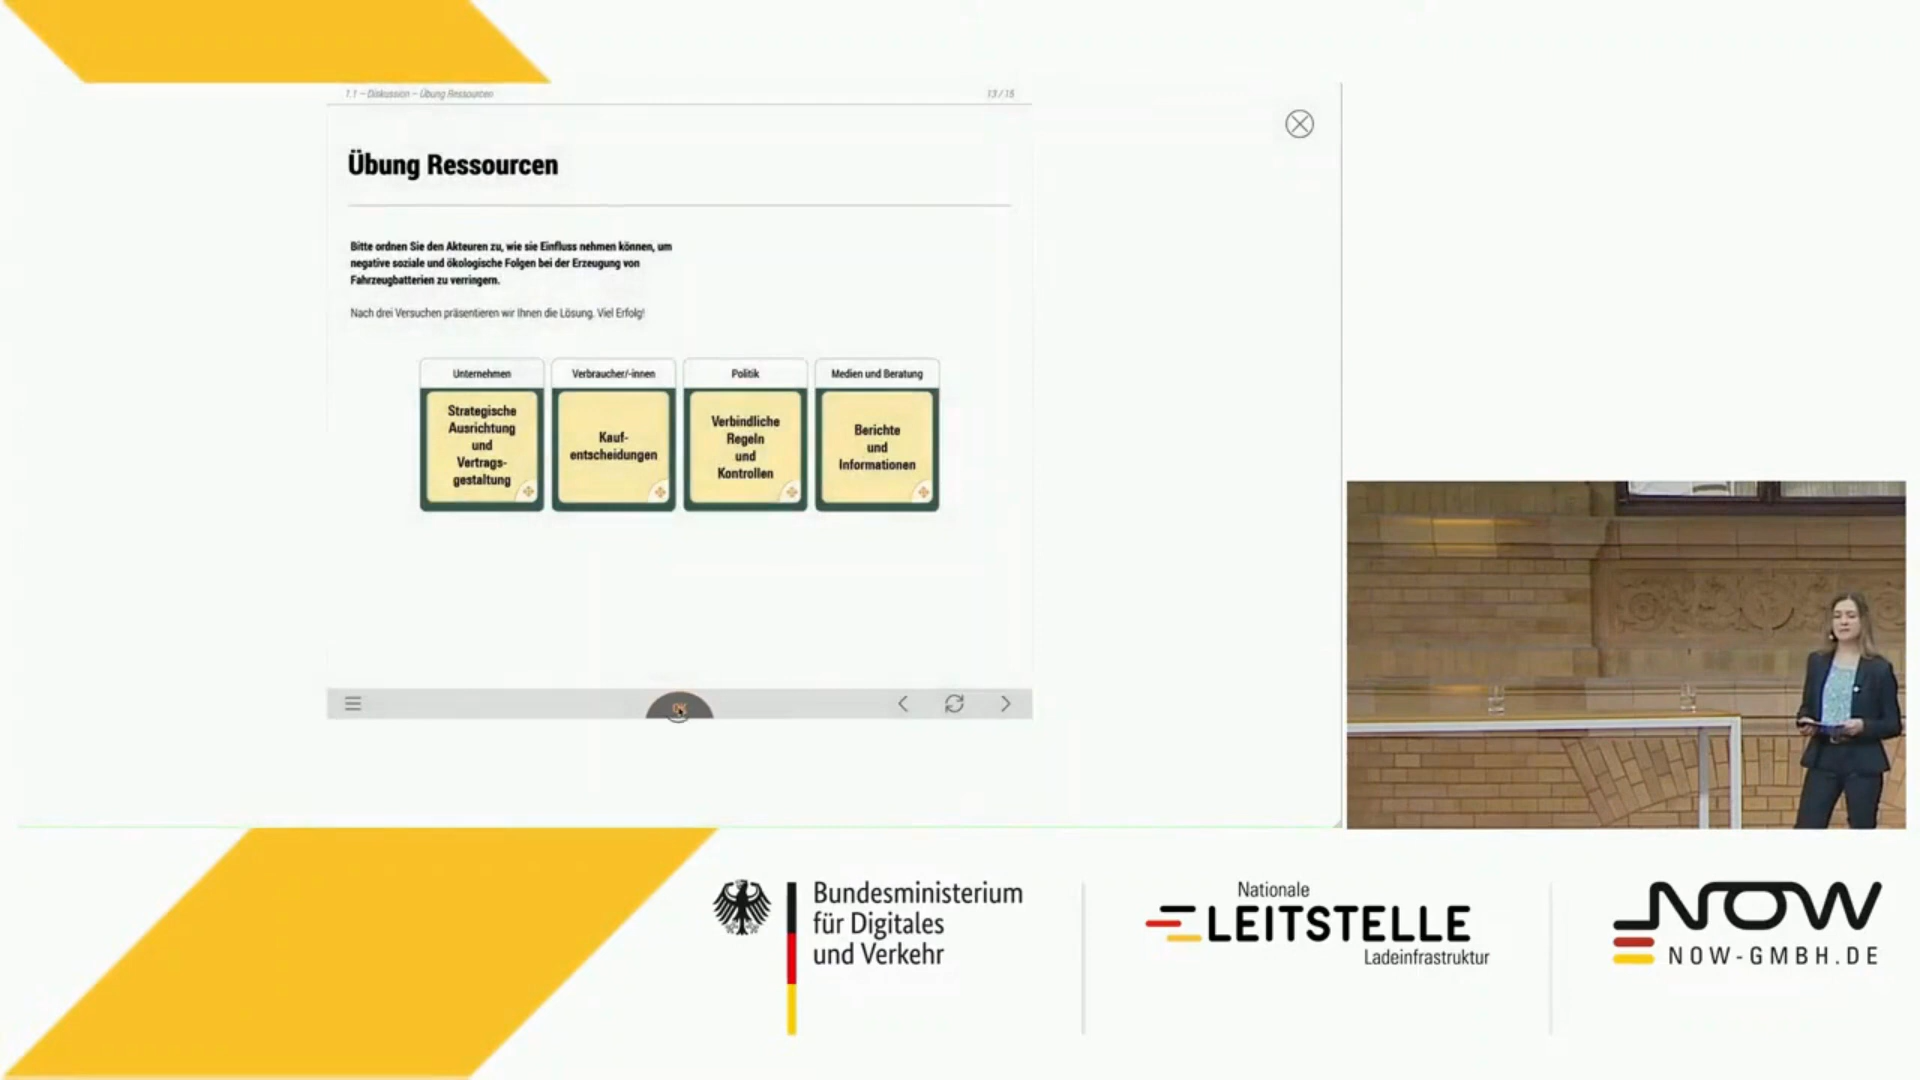 1.1 – Diskussion – Übung Ressourcen
13 / 15
Übung Ressourcen
Bitte ordnen Sie den Akteuren zu, wie sie Einfluss nehmen können, um
negative soziale und ökologische Folgen bei der Erzeugung von
Fahrzeugbatterien zu verringern.
Nach drei Versuchen präsentieren wir Ihnen die Lösung. Viel Erfolg!
Unternehmen
Strategische
Ausrichtung
und
Vertrags-
gestaltung
Verbraucher/-innen
Kauf-
entscheidungen
Politik
Verbindliche
Regeln
und
Kontrollen
Medien und Beratung
Berichte
und
Informationen
Bundesministerium
für Digitales
und Verkehr
Nationale
LEITSTELLE
Ladeinfrastruktur
NOW
NOW-GMBH.DE